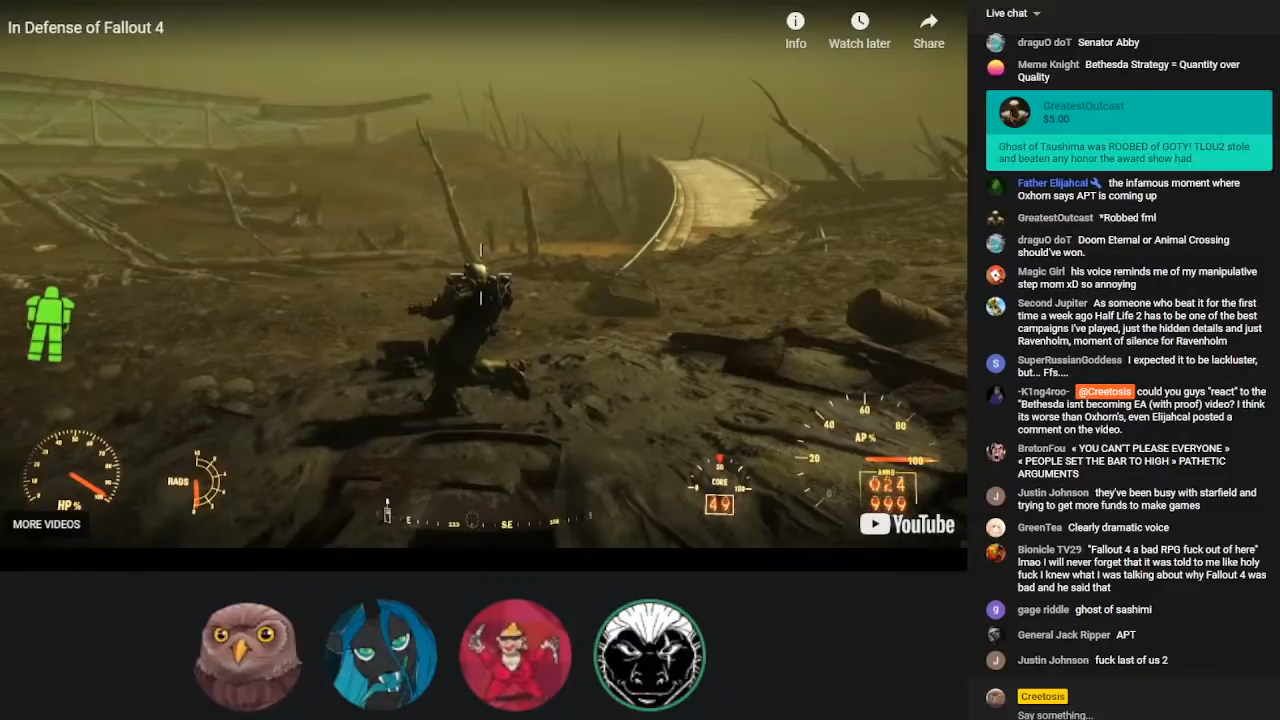 In Defense of Fallout 4
Info
Watch later
Share
HP %
RADS
E
SE
CORE
49
20
40
60
80
100
AP %
AMMO
024
999
MORE VIDEOS
YouTube
Live chat
draguO doT Senator Abby
Meme Knight Bethesda Strategy = Quantity over
Quality
GreatestOutcast
$5.00
Ghost of Tsushima was ROOBED of GOTY! TLOU2 stole
and beaten any honor the award show had.
Father Elijahcal the infamous moment where
Oxhorn says APT is coming up
GreatestOutcast *Robbed fml
draguO doT Doom Eternal or Animal Crossing
should've won.
Magic Girl his voice reminds me of my manipulative
step mom xD so annoying
Second Jupiter As someone who beat it for the first
time a week ago Half Life 2 has to be one of the best
campaigns I've played, just the hidden details and just
Ravenholm, moment of silence for
Ravenholm
S
SuperRussianGoddess I expected it to be lackluster,
but... Ffs....
-K1ng4roo- @Creetosis could you guys "react" to the
"Bethesda isnt becoming EA (with proof) video? I think
its worse than Oxhorn's, even Elijahcal posted a
comment on the video.
BretonFou « YOU CAN'T PLEASE EVERYONE »
« PEOPLE SET THE BAR TO HIGH » PATHETIC
ARGUMENTS
J
Justin Johnson they've been busy with starfield and
trying to get more funds to make games
GreenTea Clearly dramatic voice
Bionicle TV29 "Fallout 4 a bad RPG fuck out of here"
lmao I will never forget that it was told to me like holy
fuck I knew what I was talking about why Fallout 4 was
bad and he said that
g
gage riddle ghost of sashimi
General Jack Ripper APT
J
Justin Johnson fuck last of us 2
Creetosis
Say something...